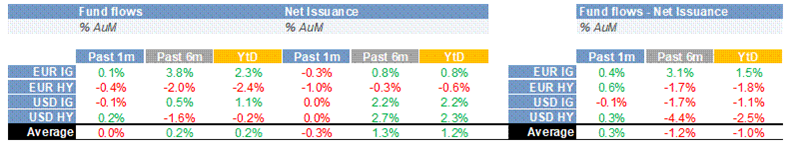 Fund flows Net Issuance Fund flows - Net Issuance
% AuM % AuM % AuM
Past 1m Past 6m YtD Past 1m Past 6m YtD Past 1m Past 6m YtD
EUR IG 0.1% 3.8% 2.3% -0.3% 0.8% 0.8% EUR IG 0.4% 3.1% 1.5%
EUR HY -0.4% -2.0% -2.4% -1.0% -0.3% -0.6% EUR HY 0.6% -1.7% -1.8%
USD IG -0.1% 0.5% 1.1% 0.0% 2.2% 2.2% USD IG -0.1% -1.7% -1.1%
USD HY 0.2% -1.6% -0.2% 0.0% 2.7% 2.3% USD HY 0.3% -4.4% -2.5%
Average 0.0% 0.2% 0.2% -0.3% 1.3% 1.2% Average 0.3% -1.2% -1.0%